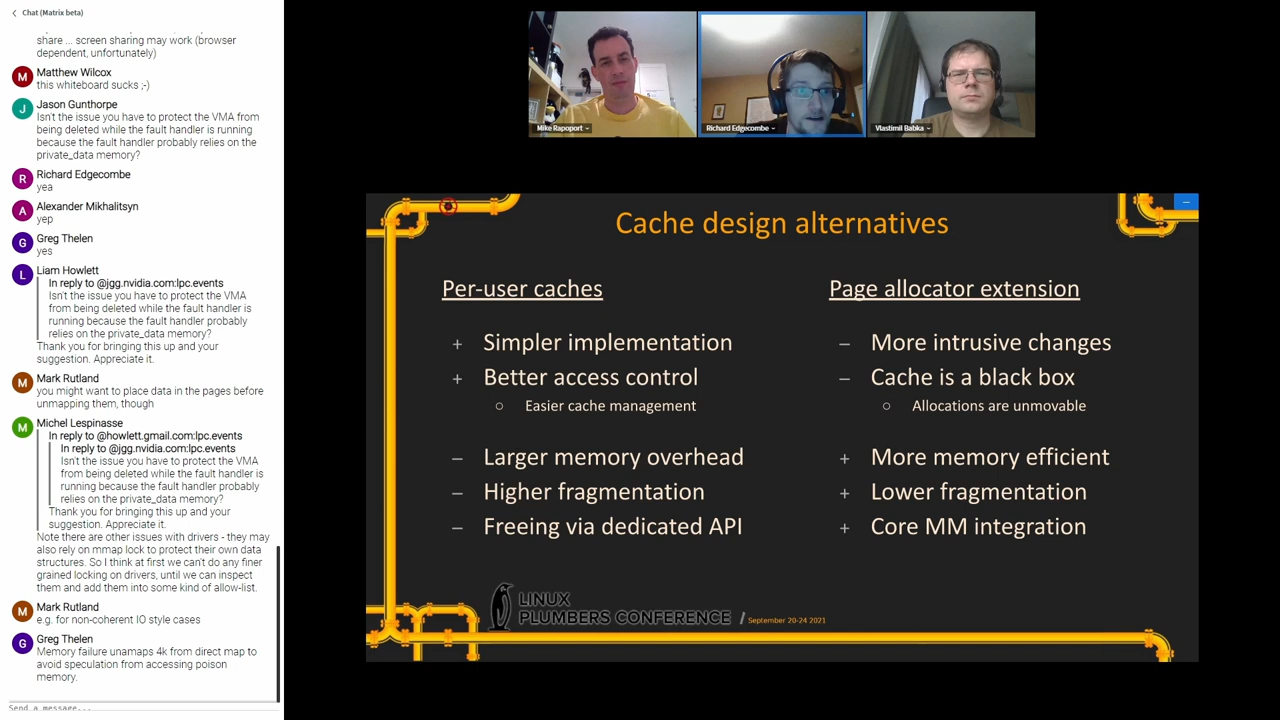 Chat (Matrix beta)
share ... screen sharing may work (browser
dependent, unfortunately)
M
Matthew Wilcox
this whiteboard sucks ;-)
J
Jason Gunthorpe
Isn't the issue you have to protect the VMA from
being deleted while the fault handler is running
because the fault handler probably relies on the
private_data memory?
R
Richard Edgecombe
yea
A
Alexander Mikhalitsyn
yep
G
Greg Thelen
yes
L
Liam Howlett
In reply to @jgg.nvidia.com:lpc.events
Isn't the issue you have to protect the VMA
from being deleted while the fault handler is
running because the fault handler probably
relies on the private_data memory?
Thank you for bringing this up and your
suggestion. Appreciate it.
M
Mark Rutland
you might want to place data in the pages before
unmapping them, though
M
Michel Lespinasse
In reply to @howlett.gmail.com:lpc.events
In reply to @jgg.nvidia.com:lpc.events
Isn't the issue you have to protect the VMA
from being deleted while the fault handler is
running because the fault handler probably
relies on the private_data memory?
Thank you for bringing this up and your
suggestion. Appreciate it.
Note there are other issues with drivers - they may
also rely on mmap lock to protect their own data
structures. So I think at first we can't do any finer
grained locking on drivers, until we can inspect
them and add them into some kind of allow-list.
M
Mark Rutland
e.g. for non-coherent IO style cases
G
Greg Thelen
Memory failure unamaps 4k from direct map to
avoid speculation from accessing poison
memory.
Send a message...
Mike Rapoport
Richard Edgecombe
Vlastimil Babka
Cache design alternatives
Per-user caches
+ Simpler implementation
+ Better access control
○ Easier cache management
– Larger memory overhead
– Higher fragmentation
– Freeing via dedicated API
Page allocator extension
– More intrusive changes
– Cache is a black box
○ Allocations are unmovable
+ More memory efficient
+ Lower fragmentation
+ Core MM integration
LINUX
PLUMBERS CONFERENCE / September 20-24 2021